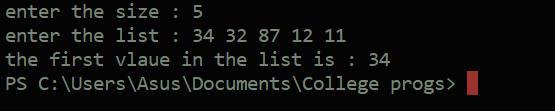 enter the size : 5
enter the list : 34 32 87 12 11
the first vlaue in the list is : 34
PS C:\Users\Asus\Documents\College progs>